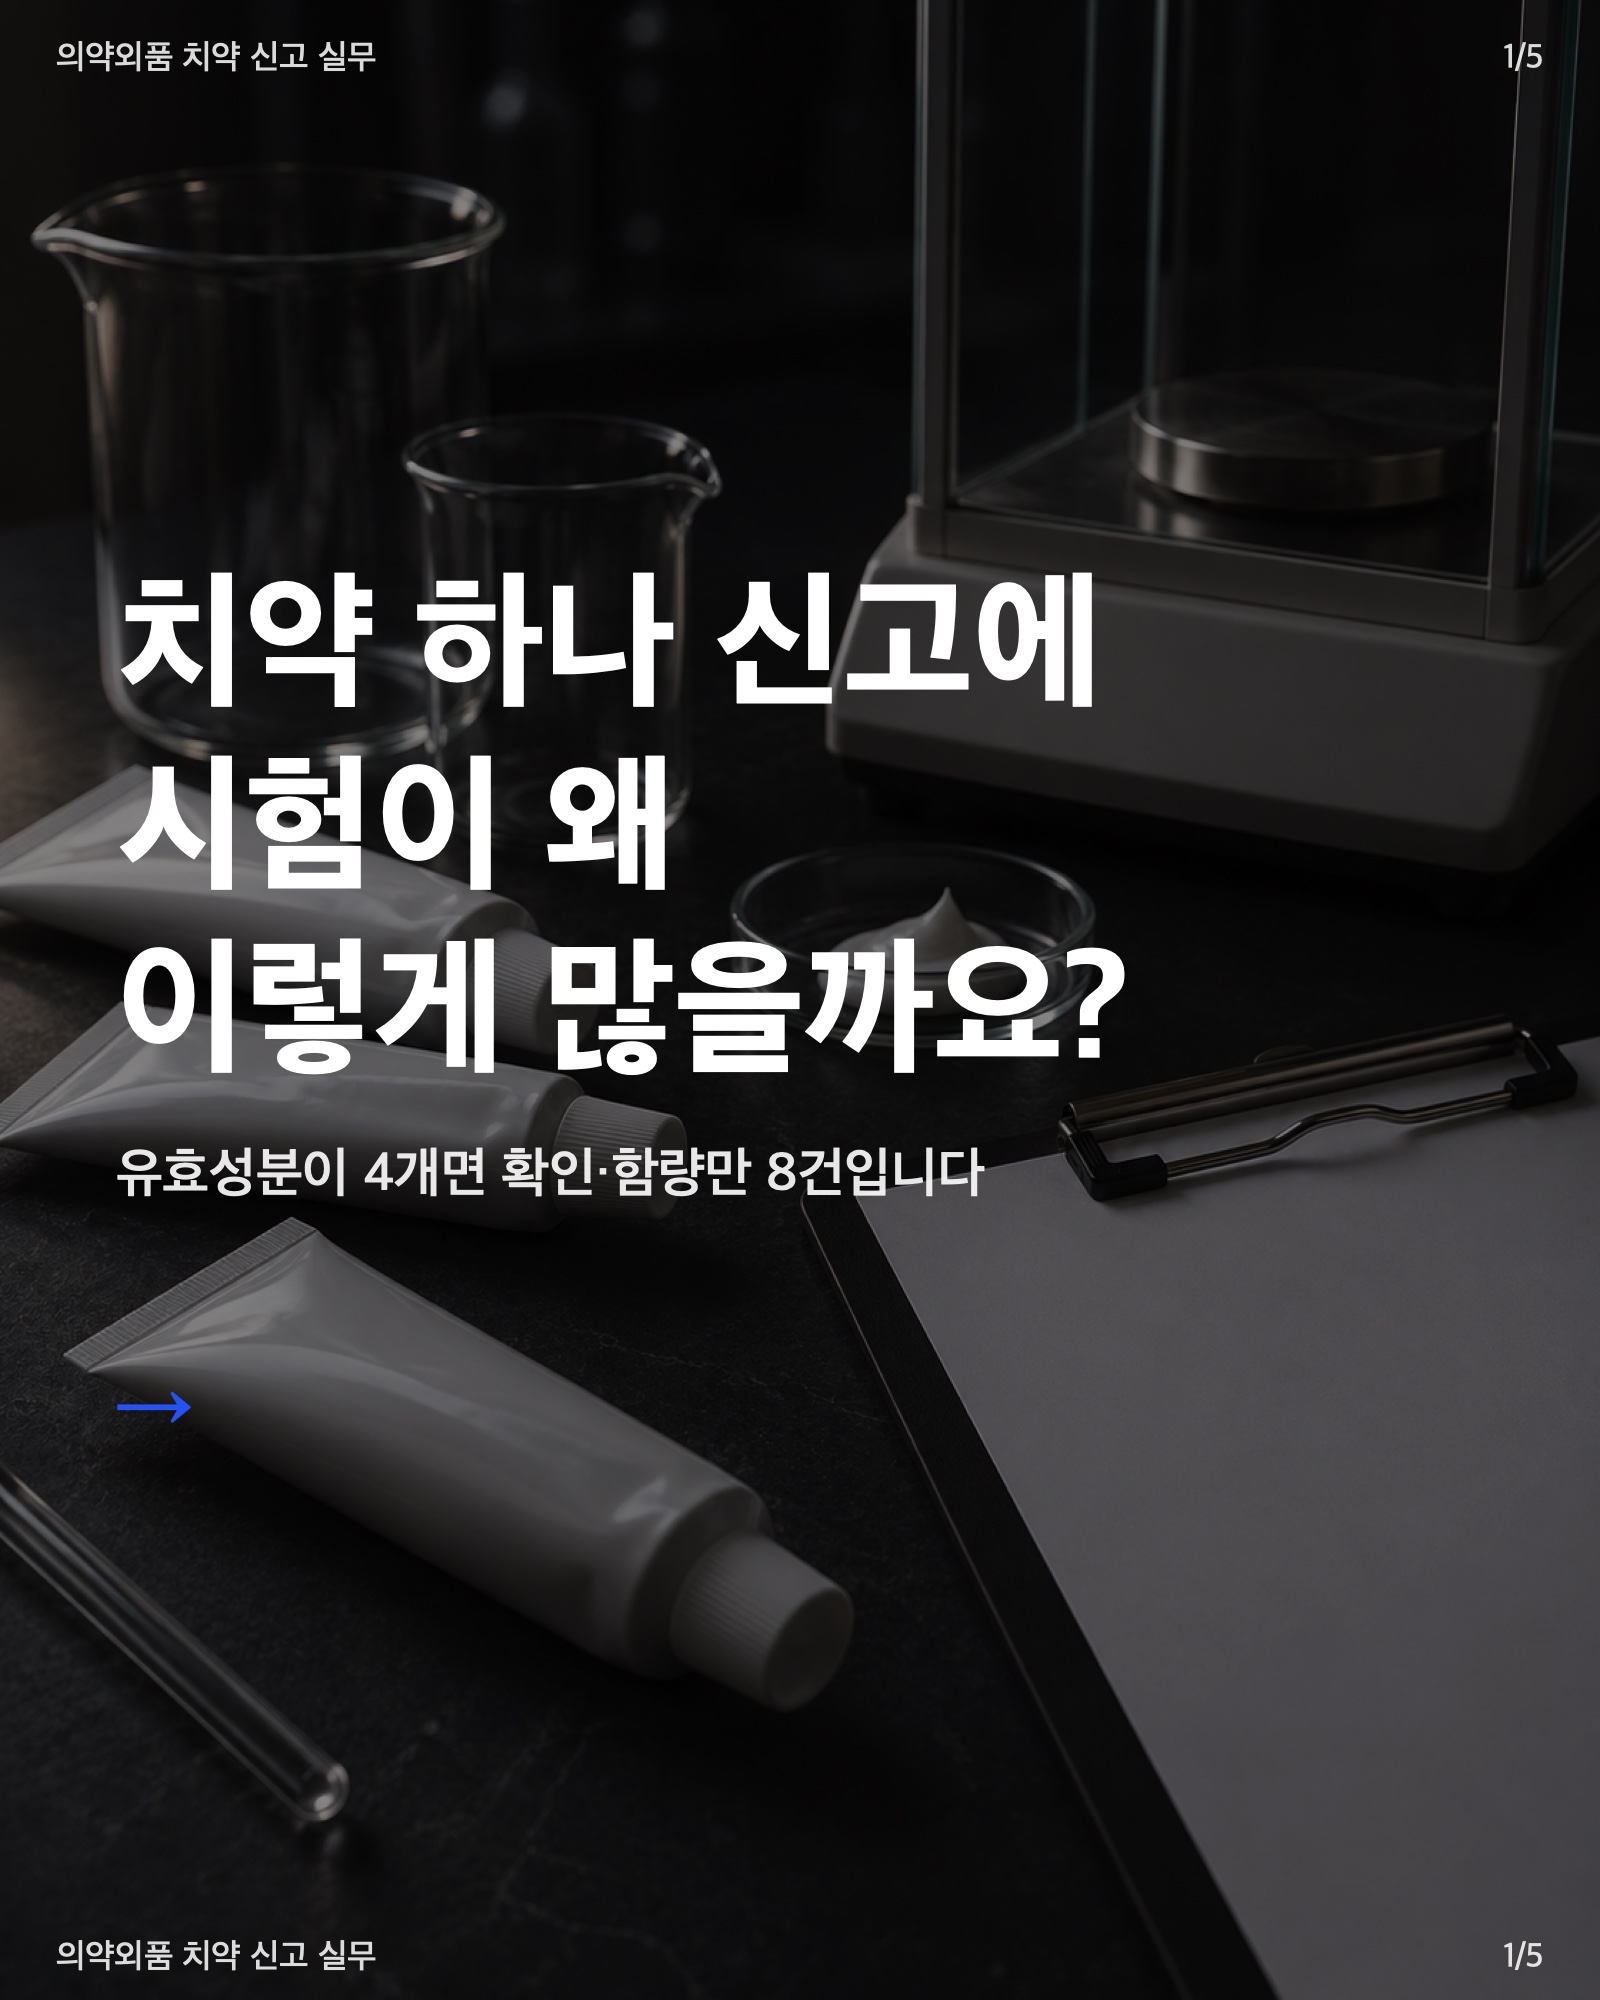 의약외품 치약 신고 실무
1/5
치약 하나 신고에
시험이 왜
이렇게 많을까요?
유효성분이 4개면 확인·함량만 8건입니다
→
의약외품 치약 신고 실무
1/5